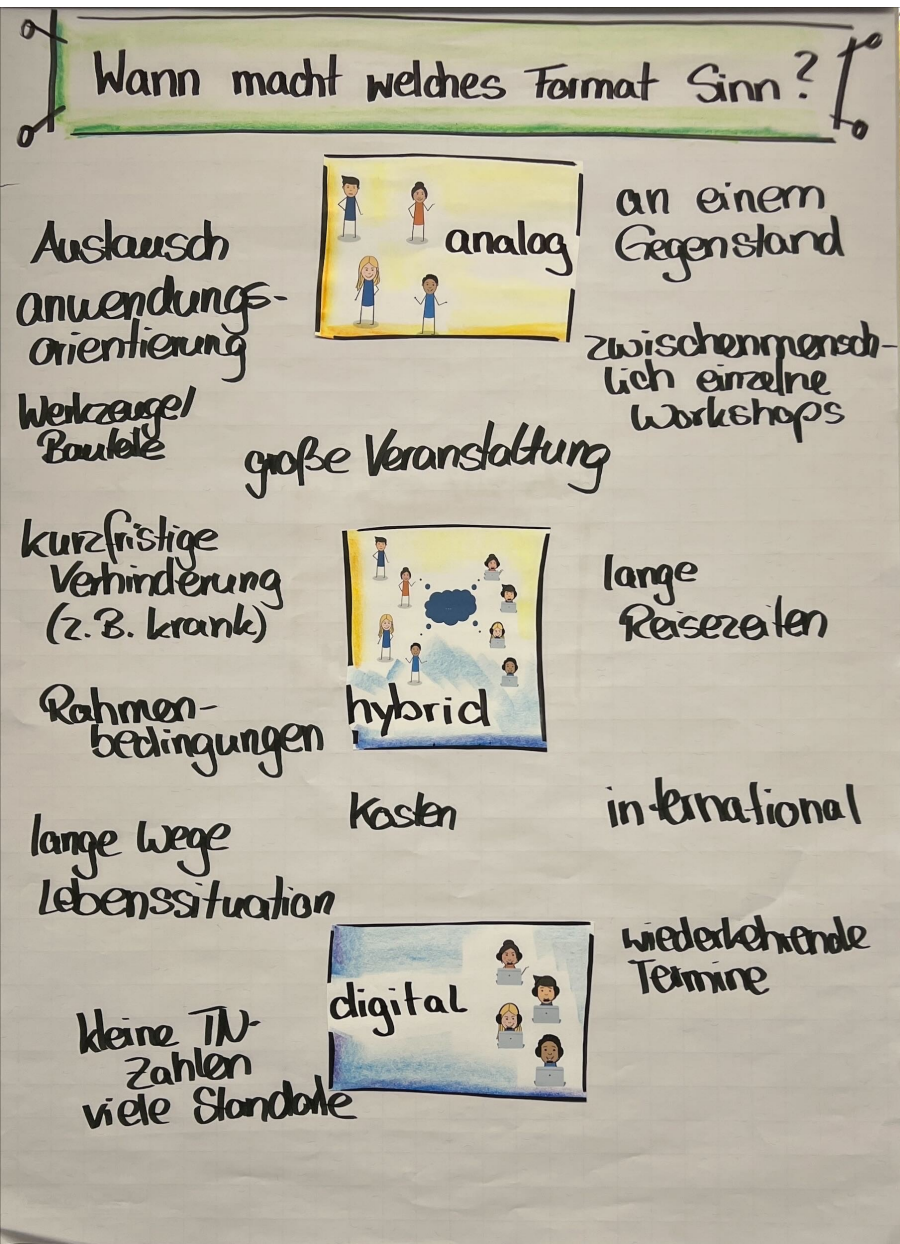 Wann macht welches Format Sinn?
analog
Austausch
anwendungs-
orientierung
Werkzeuge/
Bauteile
an einem
Gegenstand
zwischenmensch-
lich einzelne
Workshops
große Veranstaltung
kurzfristige
Verhinderung
(z.B. krank)
Rahmen-
bedingungen
hybrid
lange
Reisezeiten
Kosten
international
lange Wege
Lebenssituation
digital
wiederkehrende
Termine
kleine TN-
Zahlen
viele Standorte